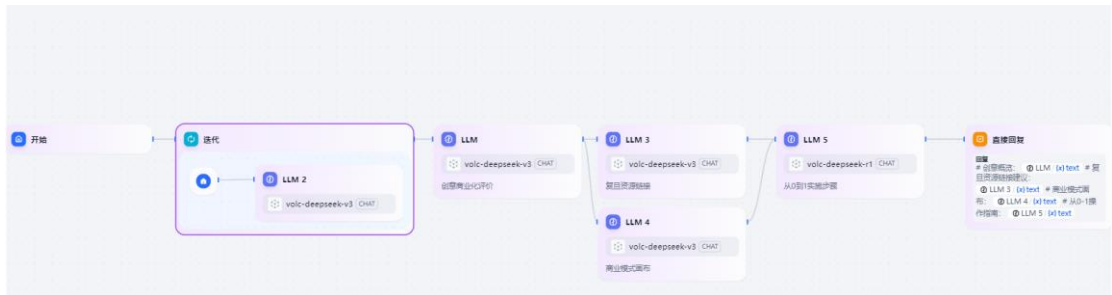 开始
迭代
LLM 2
volc-deepseek-v3 CHAT
LLM
volc-deepseek-v3 CHAT
创意商业化评价
LLM 3
volc-deepseek-v3 CHAT
复旦资源链接
LLM 4
volc-deepseek-v3 CHAT
商业模式画布
LLM 5
volc-deepseek-r1 CHAT
从0到1实施步骤
直接回复
回复
# 创意概览: LLM (x) text # 复
旦资源链接建议:
LLM 3 (x) text # 商业模式画
布: LLM 4 (x) text # 从0-1操
作指南: LLM 5 (x) text